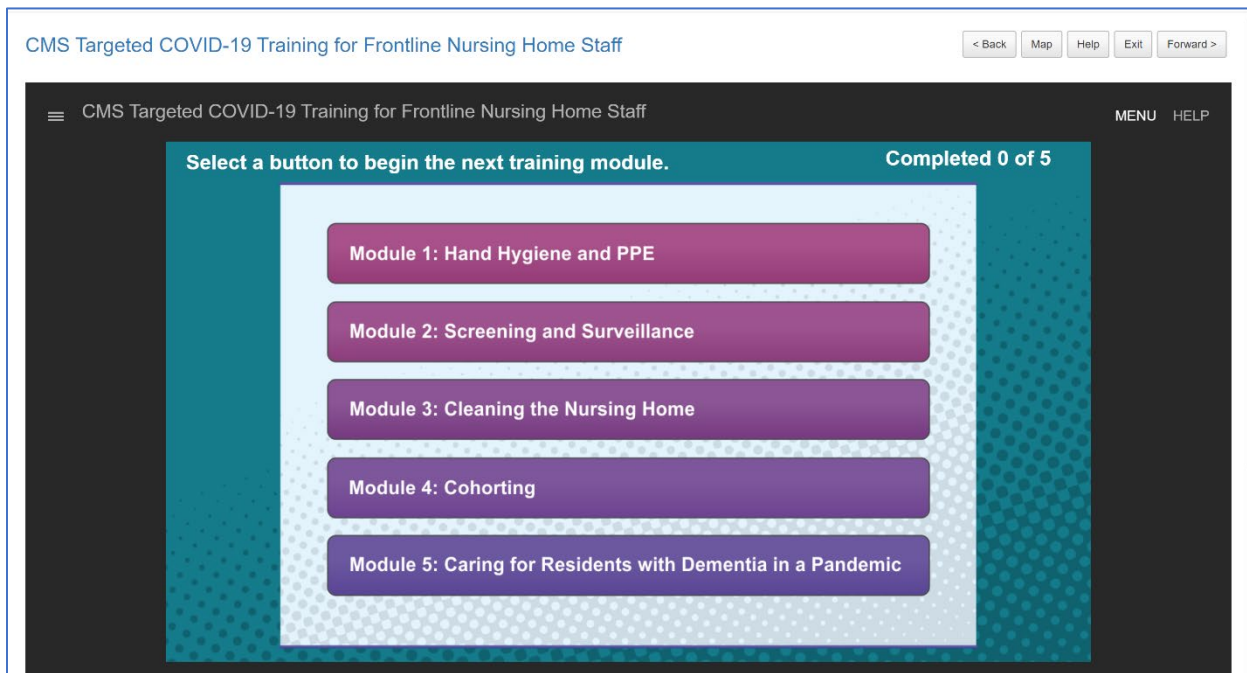 CMS Targeted COVID-19 Training for Frontline Nursing Home Staff
< Back Map Help Exit Forward >
CMS Targeted COVID-19 Training for Frontline Nursing Home Staff
MENU HELP
Select a button to begin the next training module.
Completed 0 of 5
Module 1: Hand Hygiene and PPE
Module 2: Screening and Surveillance
Module 3: Cleaning the Nursing Home
Module 4: Cohorting
Module 5: Caring for Residents with Dementia in a Pandemic